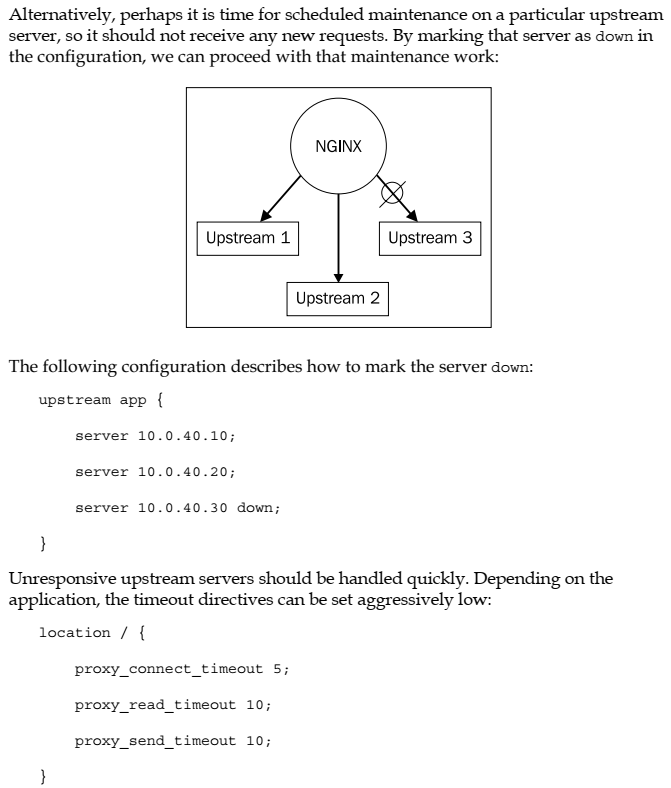 Alternatively, perhaps it is time for scheduled maintenance on a particular upstream
server, so it should not receive any new requests. By marking that server as down in
the configuration, we can proceed with that maintenance work:
NGINX
Upstream 1
Upstream 3
Upstream 2
The following configuration describes how to mark the server down:
upstream app {
server 10.0.40.10;
server 10.0.40.20;
server 10.0.40.30 down;
}
Unresponsive upstream servers should be handled quickly. Depending on the
application, the timeout directives can be set aggressively low:
location / {
proxy_connect_timeout 5;
proxy_read_timeout 10;
proxy_send_timeout 10;
}